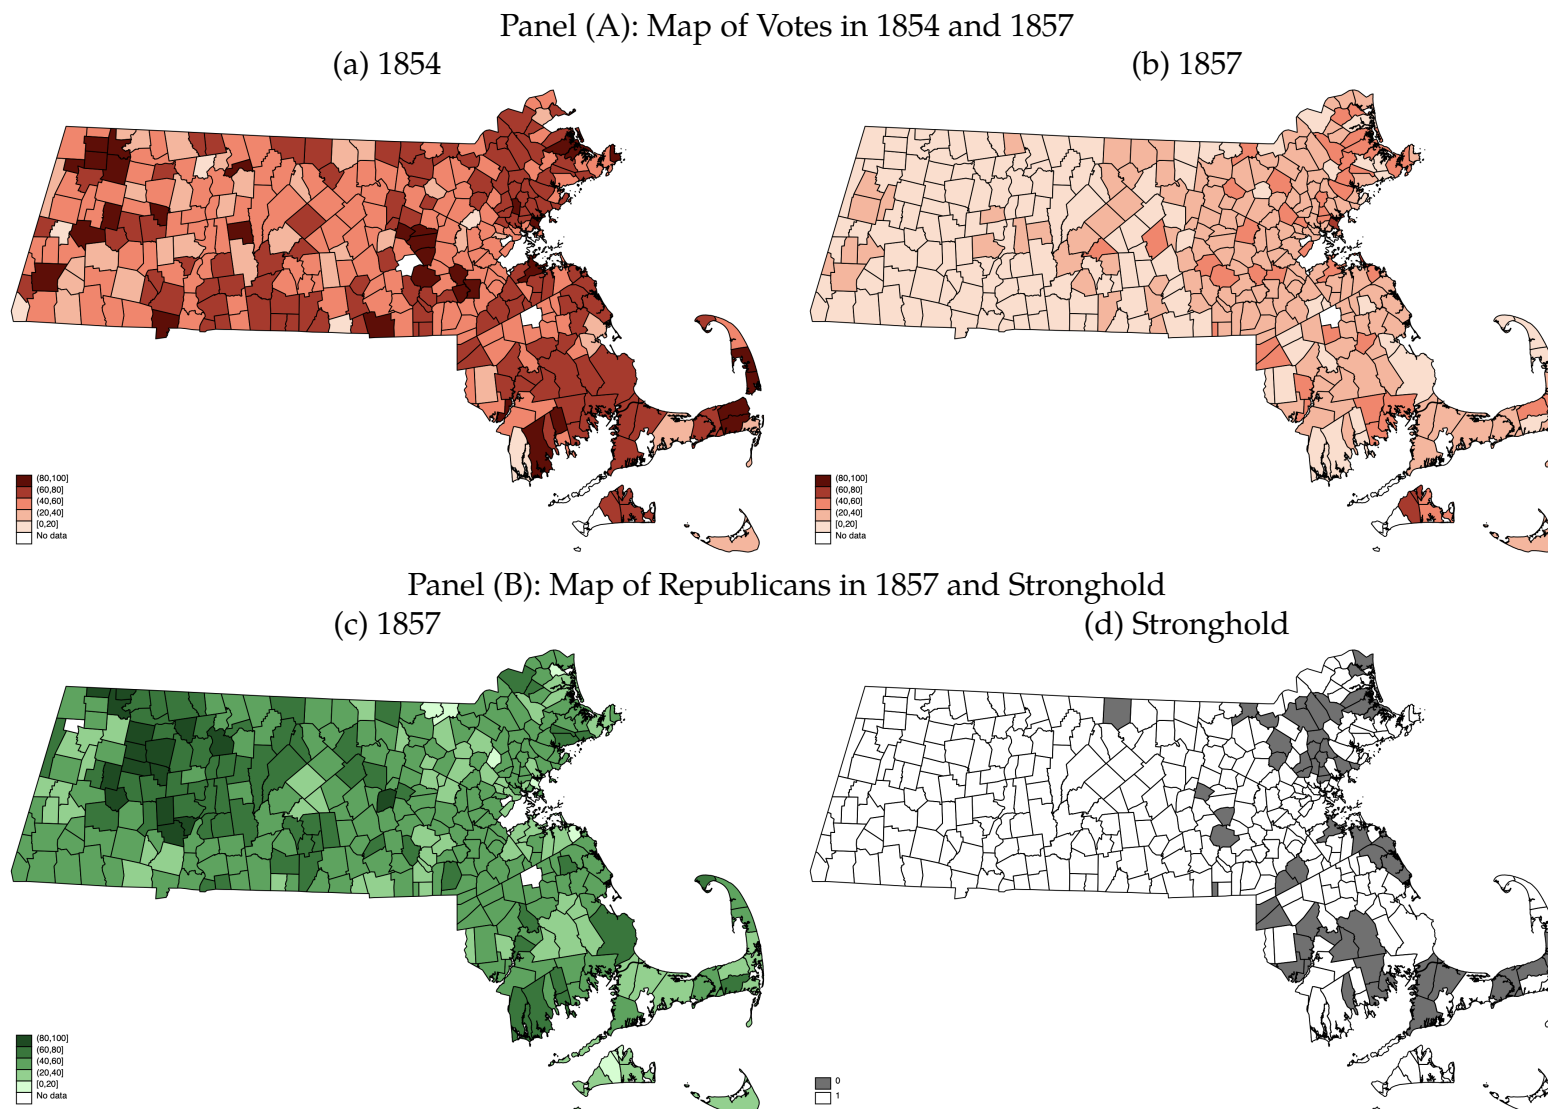 Panel (A): Map of Votes in 1854 and 1857
(a) 1854
(b) 1857
(80,100]
(60,80]
(40,60]
(20,40]
[0,20]
No data
(80,100]
(60,80]
(40,60]
(20,40]
[0,20]
No data
Panel (B): Map of Republicans in 1857 and Stronghold
(c) 1857
(d) Stronghold
(80,100]
(60,80]
(40,60]
(20,40]
[0,20]
No data
0
1